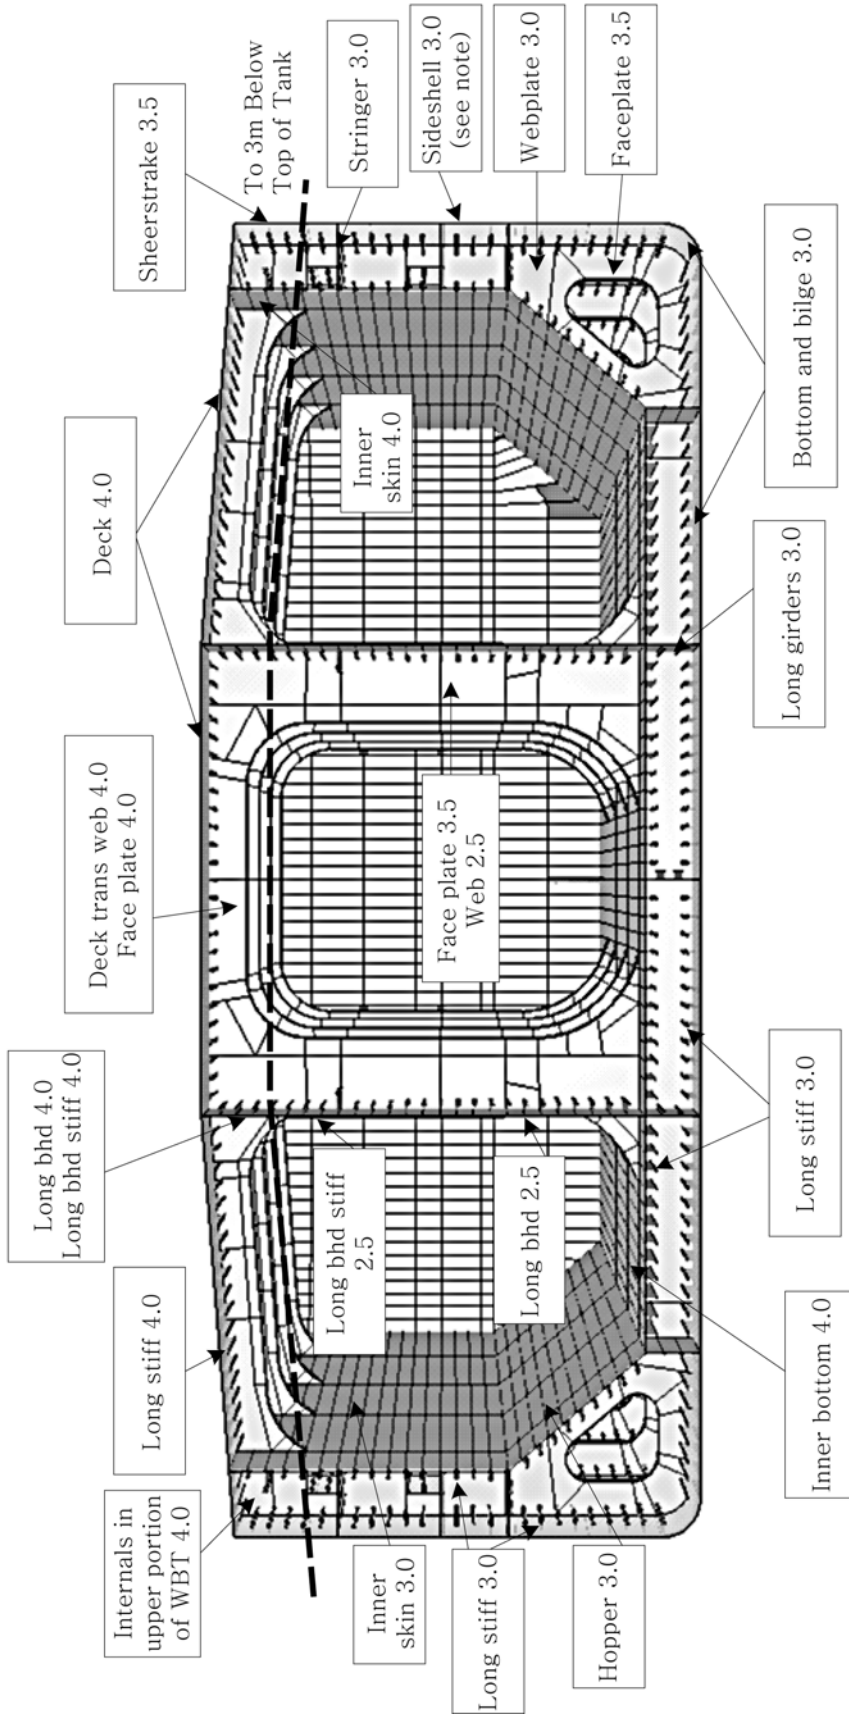 Sheerstrake 3.5
To 3m Below
Top of Tank
Stringer 3.0
Sideshell 3.0
(see note)
Webplate 3.0
Faceplate 3.5
Deck 4.0
Inner
skin 4.0
Bottom and bilge 3.0
Deck trans web 4.0
Face plate 4.0
Face plate 3.5
Web 2.5
Long girders 3.0
Long bhd 4.0
Long bhd stiff 4.0
Long bhd stiff
2.5
Long bhd 2.5
Long stiff 3.0
Long stiff 4.0
Inner bottom 4.0
Internals in
upper portion
of WBT 4.0
Inner
skin 3.0
Long stiff 3.0
Hopper 3.0